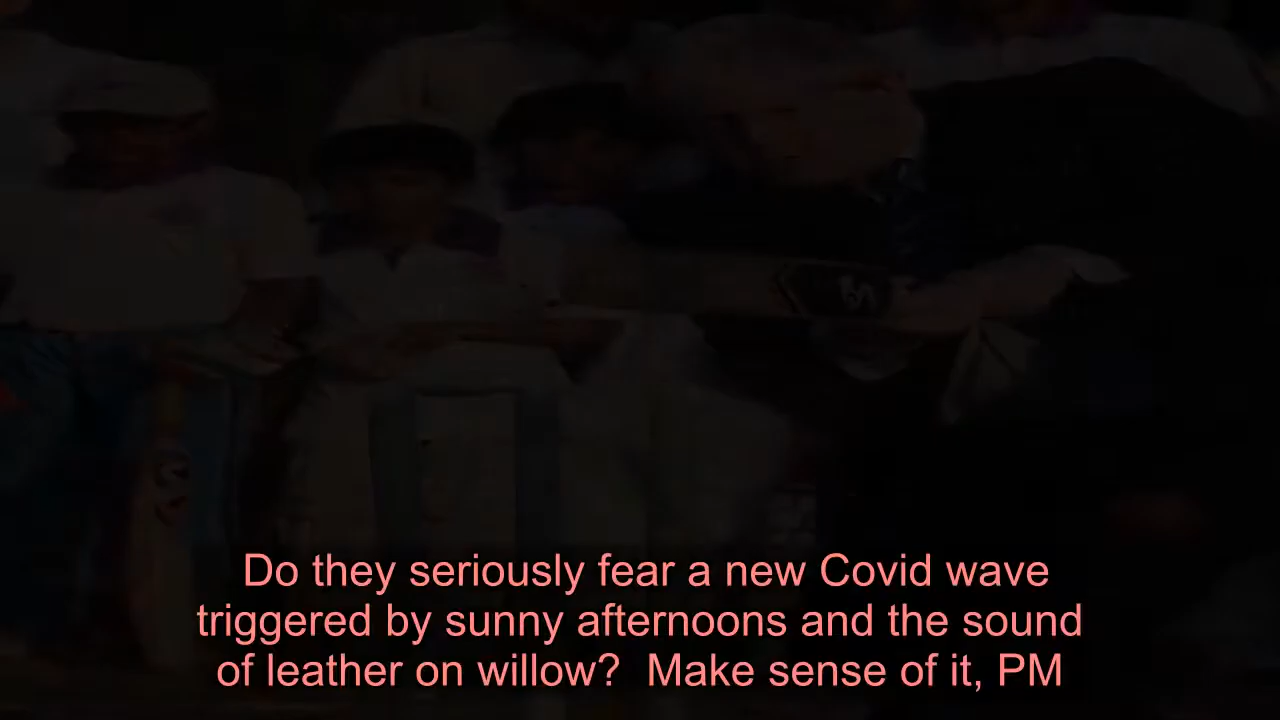 Do they seriously fear a new Covid wave
triggered by sunny afternoons and the sound
of leather on willow?  Make sense of it, PM